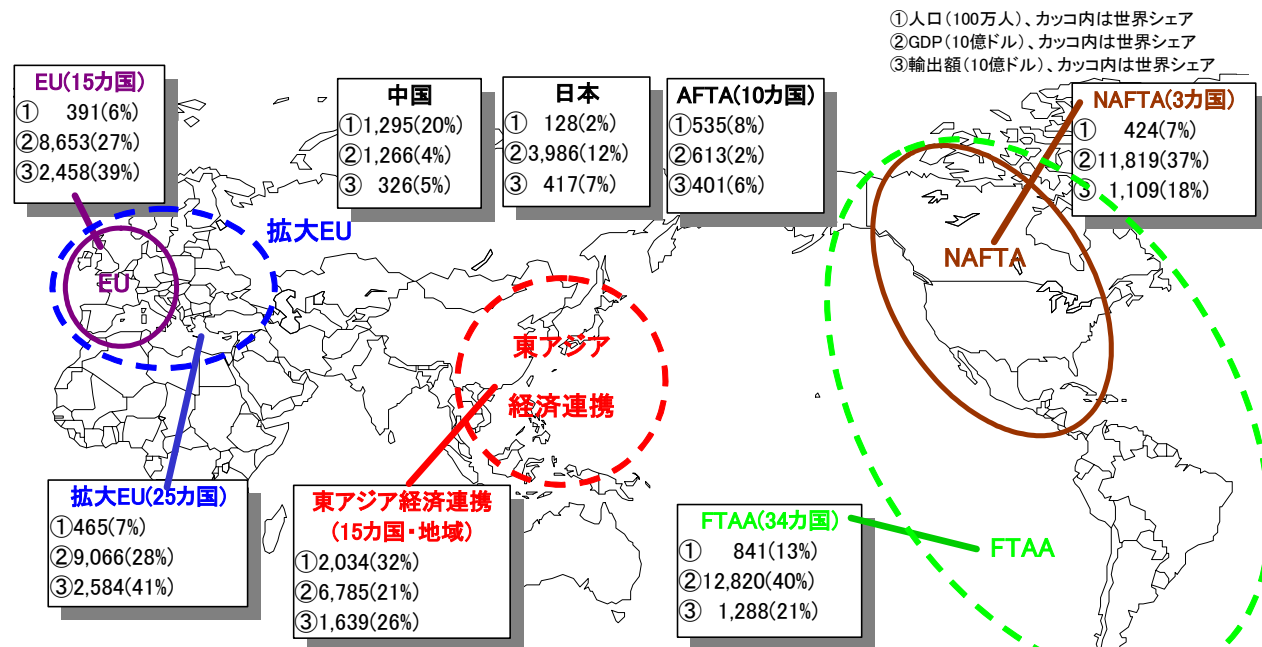 ①人口（100万人）、カッコ内は世界シェア
②GDP（10億ドル）、カッコ内は世界シェア
③輸出額（10億ドル）、カッコ内は世界シェア
EU(15カ国)
① 391(6%)
②8,653(27%)
③2,458(39%)
中国
①1,295(20%)
②1,266(4%)
③ 326(5%)
日本
① 128(2%)
②3,986(12%)
③ 417(7%)
AFTA(10カ国)
①535(8%)
②613(2%)
③401(6%)
NAFTA(3カ国)
① 424(7%)
②11,819(37%)
③ 1,109(18%)
拡大EU
EU
NAFTA
東アジア
経済連携
拡大EU(25カ国)
①465(7%)
②9,066(28%)
③2,584(41%)
東アジア経済連携
(15カ国・地域)
①2,034(32%)
②6,785(21%)
③1,639(26%)
FTAA(34カ国)
① 841(13%)
②12,820(40%)
③ 1,288(21%)
FTAA